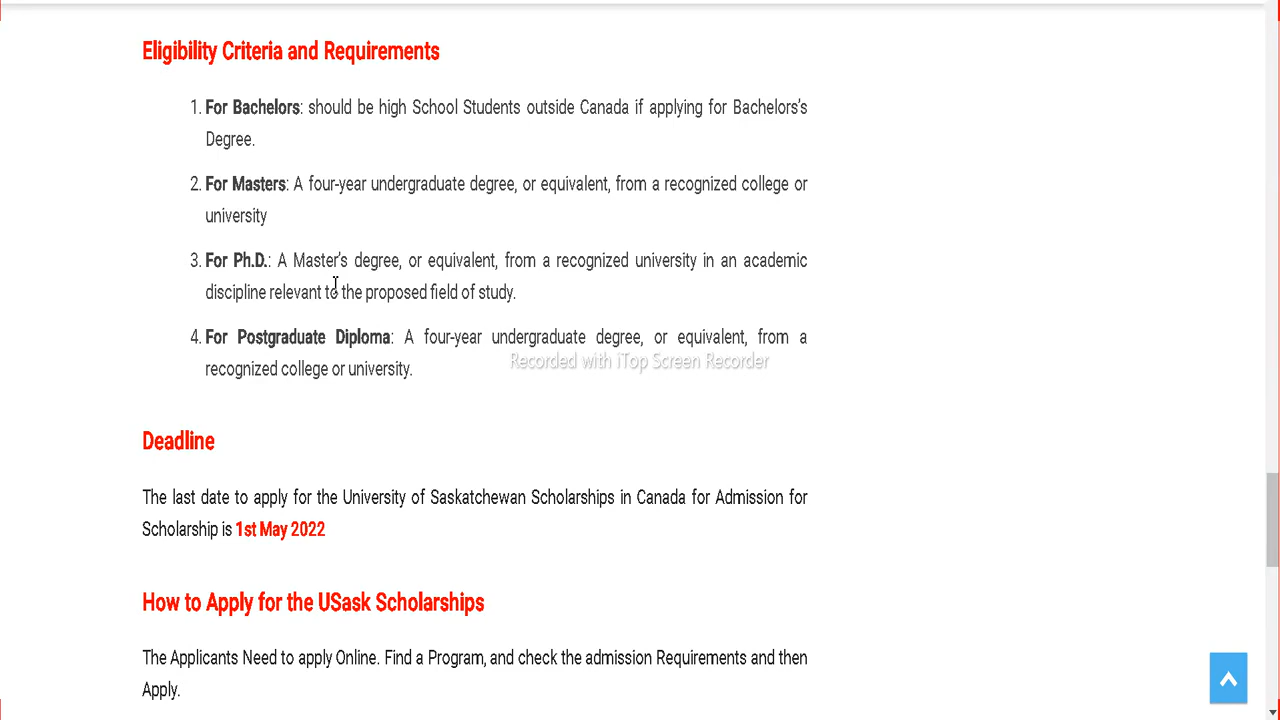 Eligibility Criteria and Requirements
1. For Bachelors: should be high School Students outside Canada if applying for Bachelors's
Degree.
2. For Masters: A four-year undergraduate degree, or equivalent, from a recognized college or
university
3. For Ph.D.: A Master's degree, or equivalent, from a recognized university in an academic
discipline relevant to the proposed field of study.
4. For Postgraduate Diploma: A four-year undergraduate degree, or equivalent, from a
Recorded with iTop Screen Recorder
recognized college or university.
Deadline
The last date to apply for the University of Saskatchewan Scholarships in Canada for Admission for
Scholarship is 1st May 2022
How to Apply for the USask Scholarships
The Applicants Need to apply Online. Find a Program, and check the admission Requirements and then
Apply.